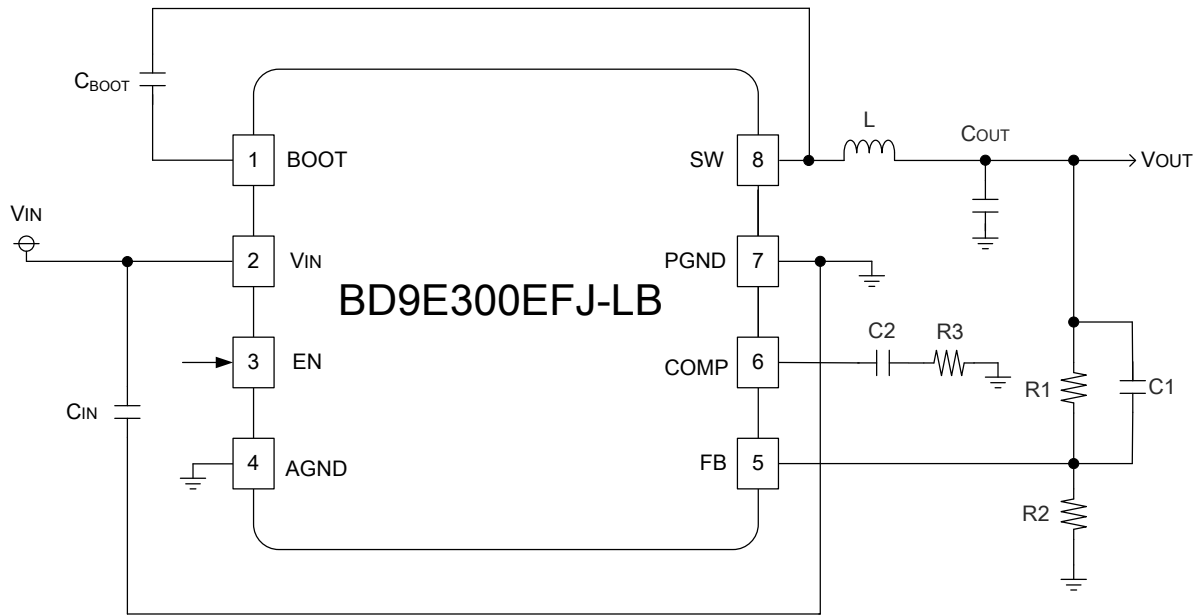 CBOOT
1
BOOT
SW
8
L
COUT
VOUT
VIN
2
VIN
PGND
7
BD9E300EFJ-LB
3
EN
COMP
6
C2
R3
CIN
R1
C1
4
AGND
FB
5
R2